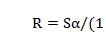 R = Sα/(1